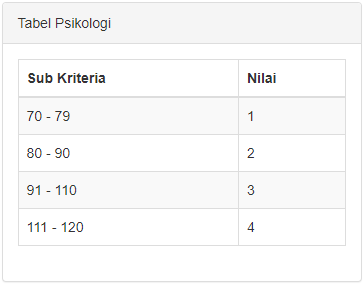 Tabel Psikologi
Sub Kriteria Nilai
70 - 79 1
80 - 90 2
91 - 110 3
111 - 120 4